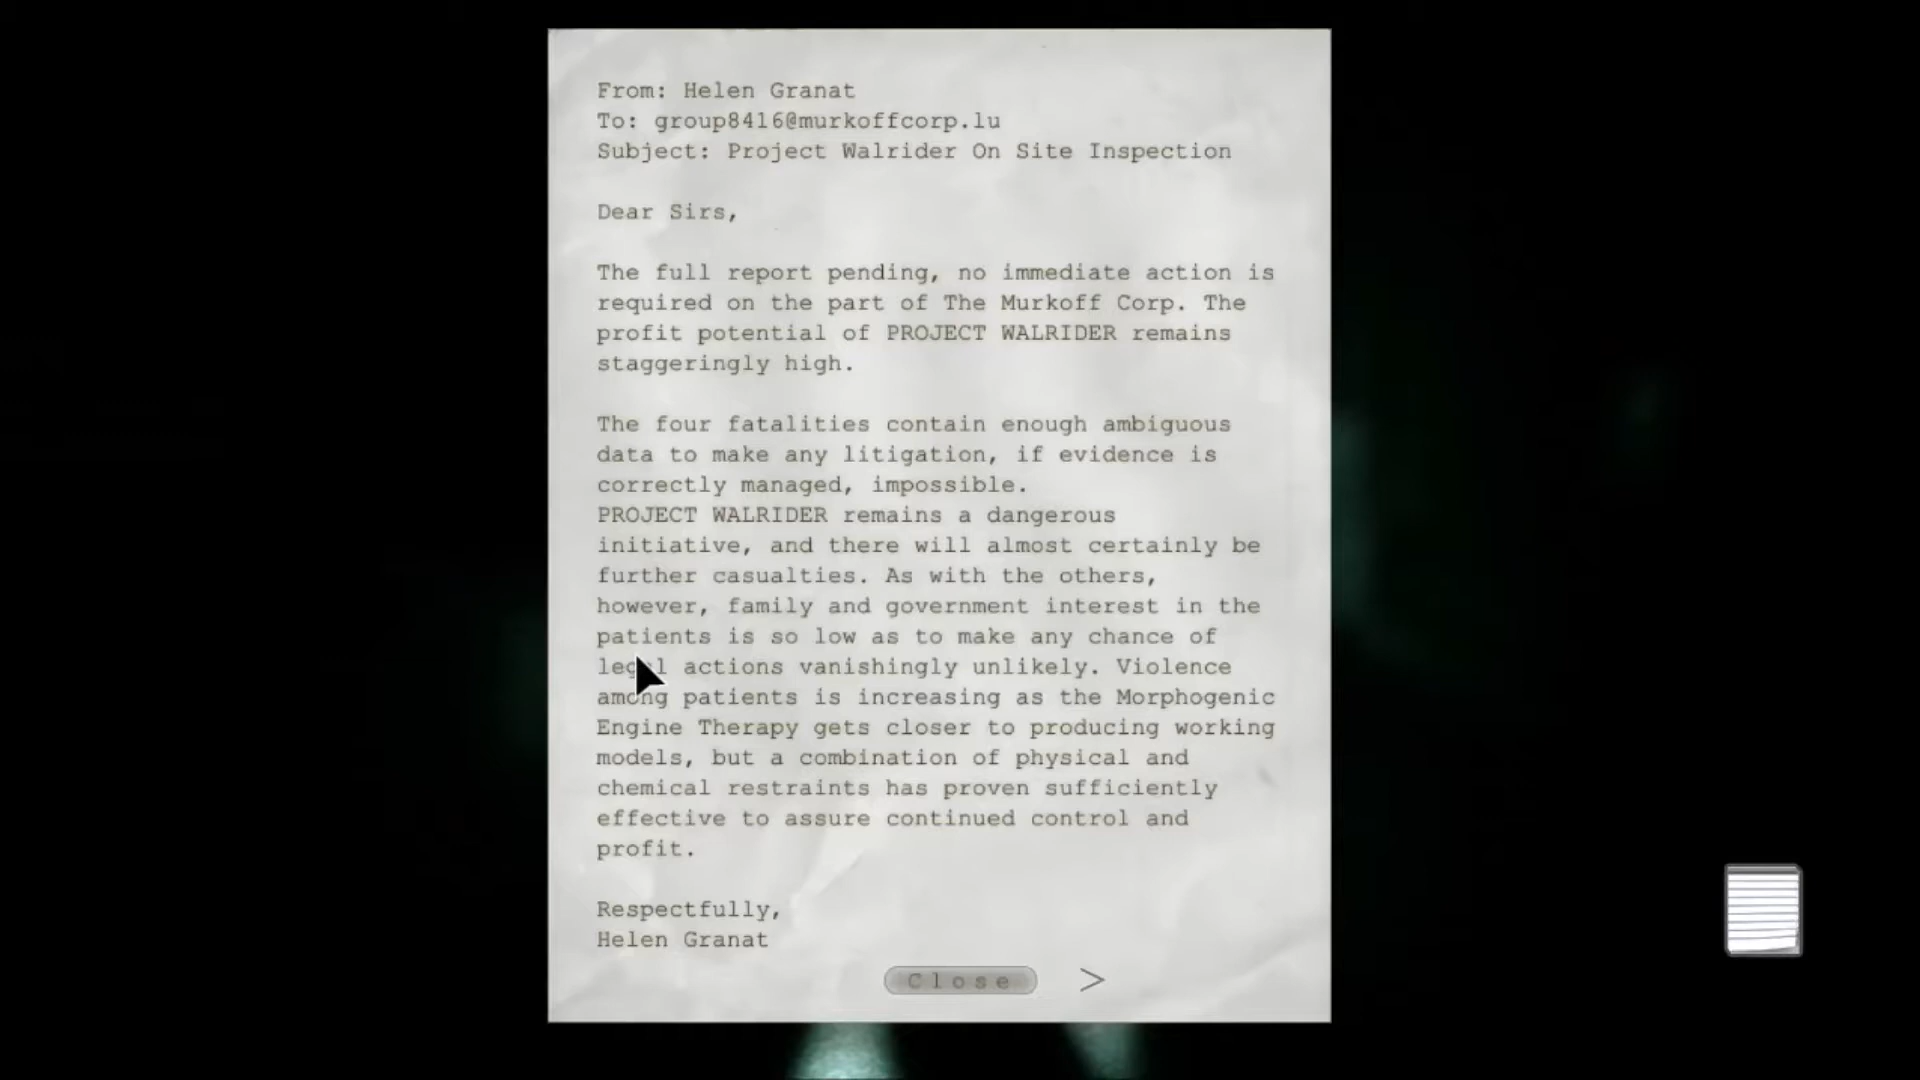 From: Helen Granat
To: group8416@murkoffcorp.lu
Subject: Project Walrider On Site Inspection
Dear Sirs,
The full report pending, no immediate action is
required on the part of The Murkoff Corp. The
profit potential of PROJECT WALRIDER remains
staggeringly high.
The four fatalities contain enough ambiguous
data to make any litigation, if evidence is
correctly managed, impossible.
PROJECT WALRIDER remains a dangerous
initiative, and there will almost certainly be
further casualties. As with the others,
however, family and government interest in the
patients is so low as to make any chance of
legal actions vanishingly unlikely. Violence
among patients is increasing as the Morphogenic
Engine Therapy gets closer to producing working
models, but a combination of physical and
chemical restraints has proven sufficiently
effective to assure continued control and
profit.
Respectfully,
Helen Granat
Close >